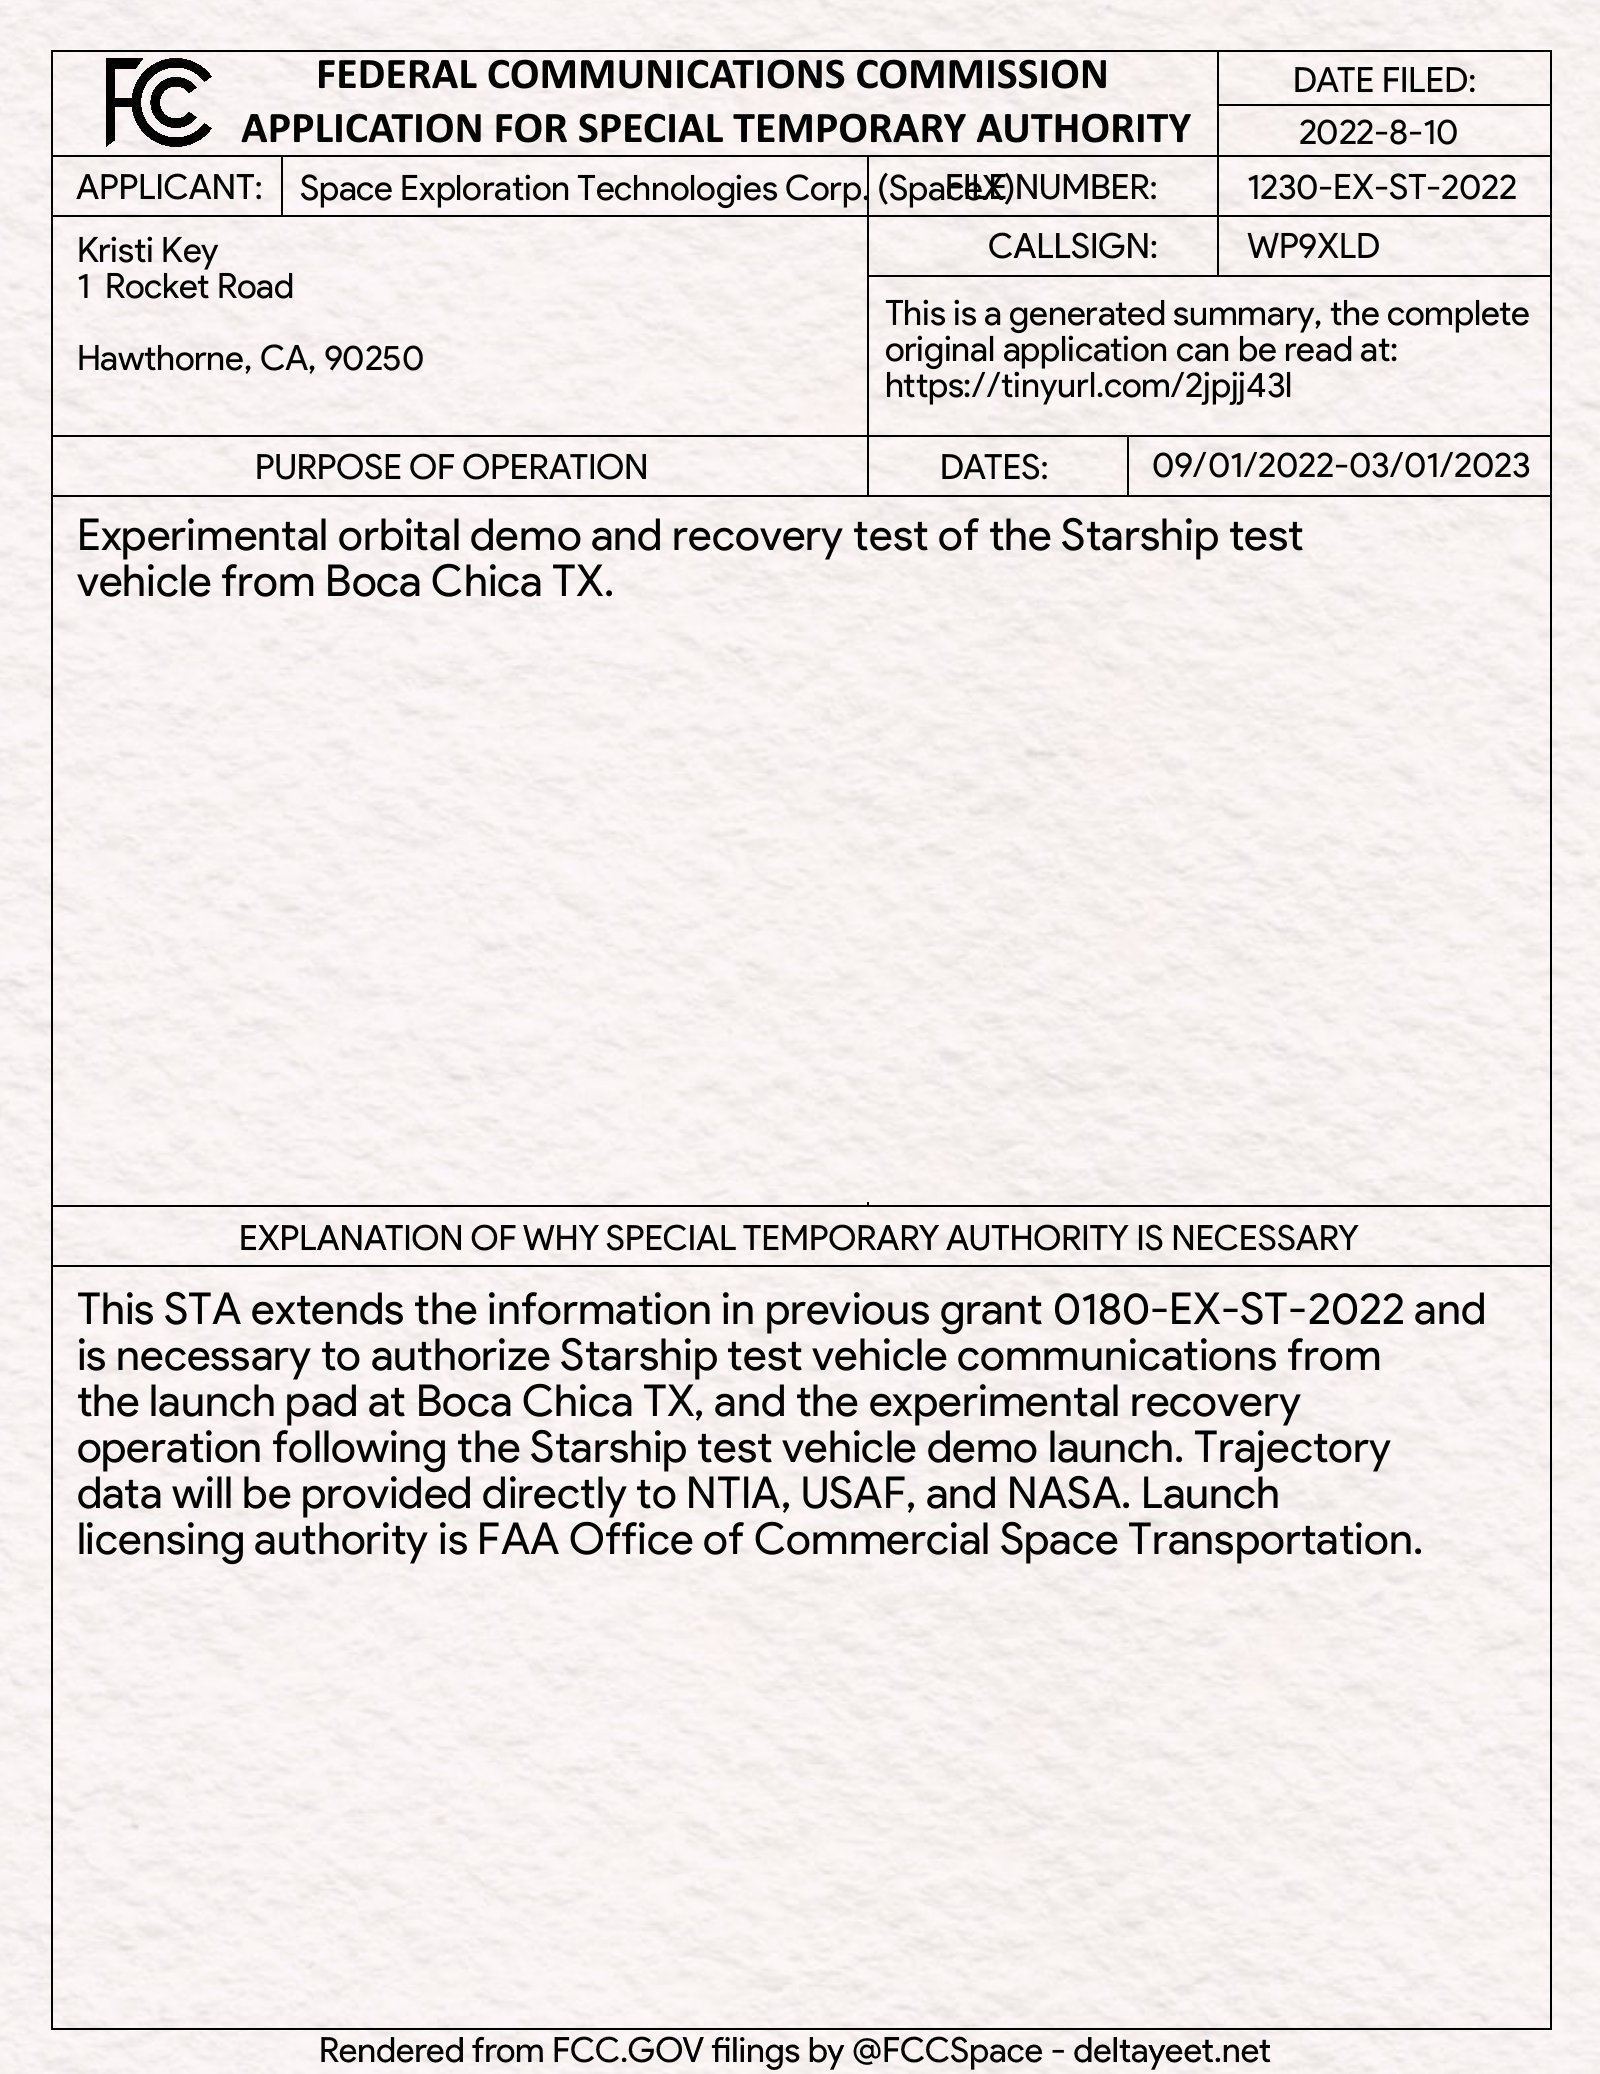 FCC
FEDERAL COMMUNICATIONS COMMISSION
APPLICATION FOR SPECIAL TEMPORARY AUTHORITY
DATE FILED:
2022-8-10
APPLICANT:
Space Exploration Technologies Corp. (SpaceX)
FILE NUMBER:
1230-EX-ST-2022
Kristi Key
1 Rocket Road
Hawthorne, CA, 90250
CALLSIGN:
WP9XLD
This is a generated summary, the complete
original application can be read at:
https://tinyurl.com/2jpjj43l
PURPOSE OF OPERATION
DATES:
09/01/2022-03/01/2023
Experimental orbital demo and recovery test of the Starship test
vehicle from Boca Chica TX.
EXPLANATION OF WHY SPECIAL TEMPORARY AUTHORITY IS NECESSARY
This STA extends the information in previous grant 0180-EX-ST-2022 and
is necessary to authorize Starship test vehicle communications from
the launch pad at Boca Chica TX, and the experimental recovery
operation following the Starship test vehicle demo launch. Trajectory
data will be provided directly to NTIA, USAF, and NASA. Launch
licensing authority is FAA Office of Commercial Space Transportation.
Rendered from FCC.GOV filings by @FCCSpace - deltayeet.net